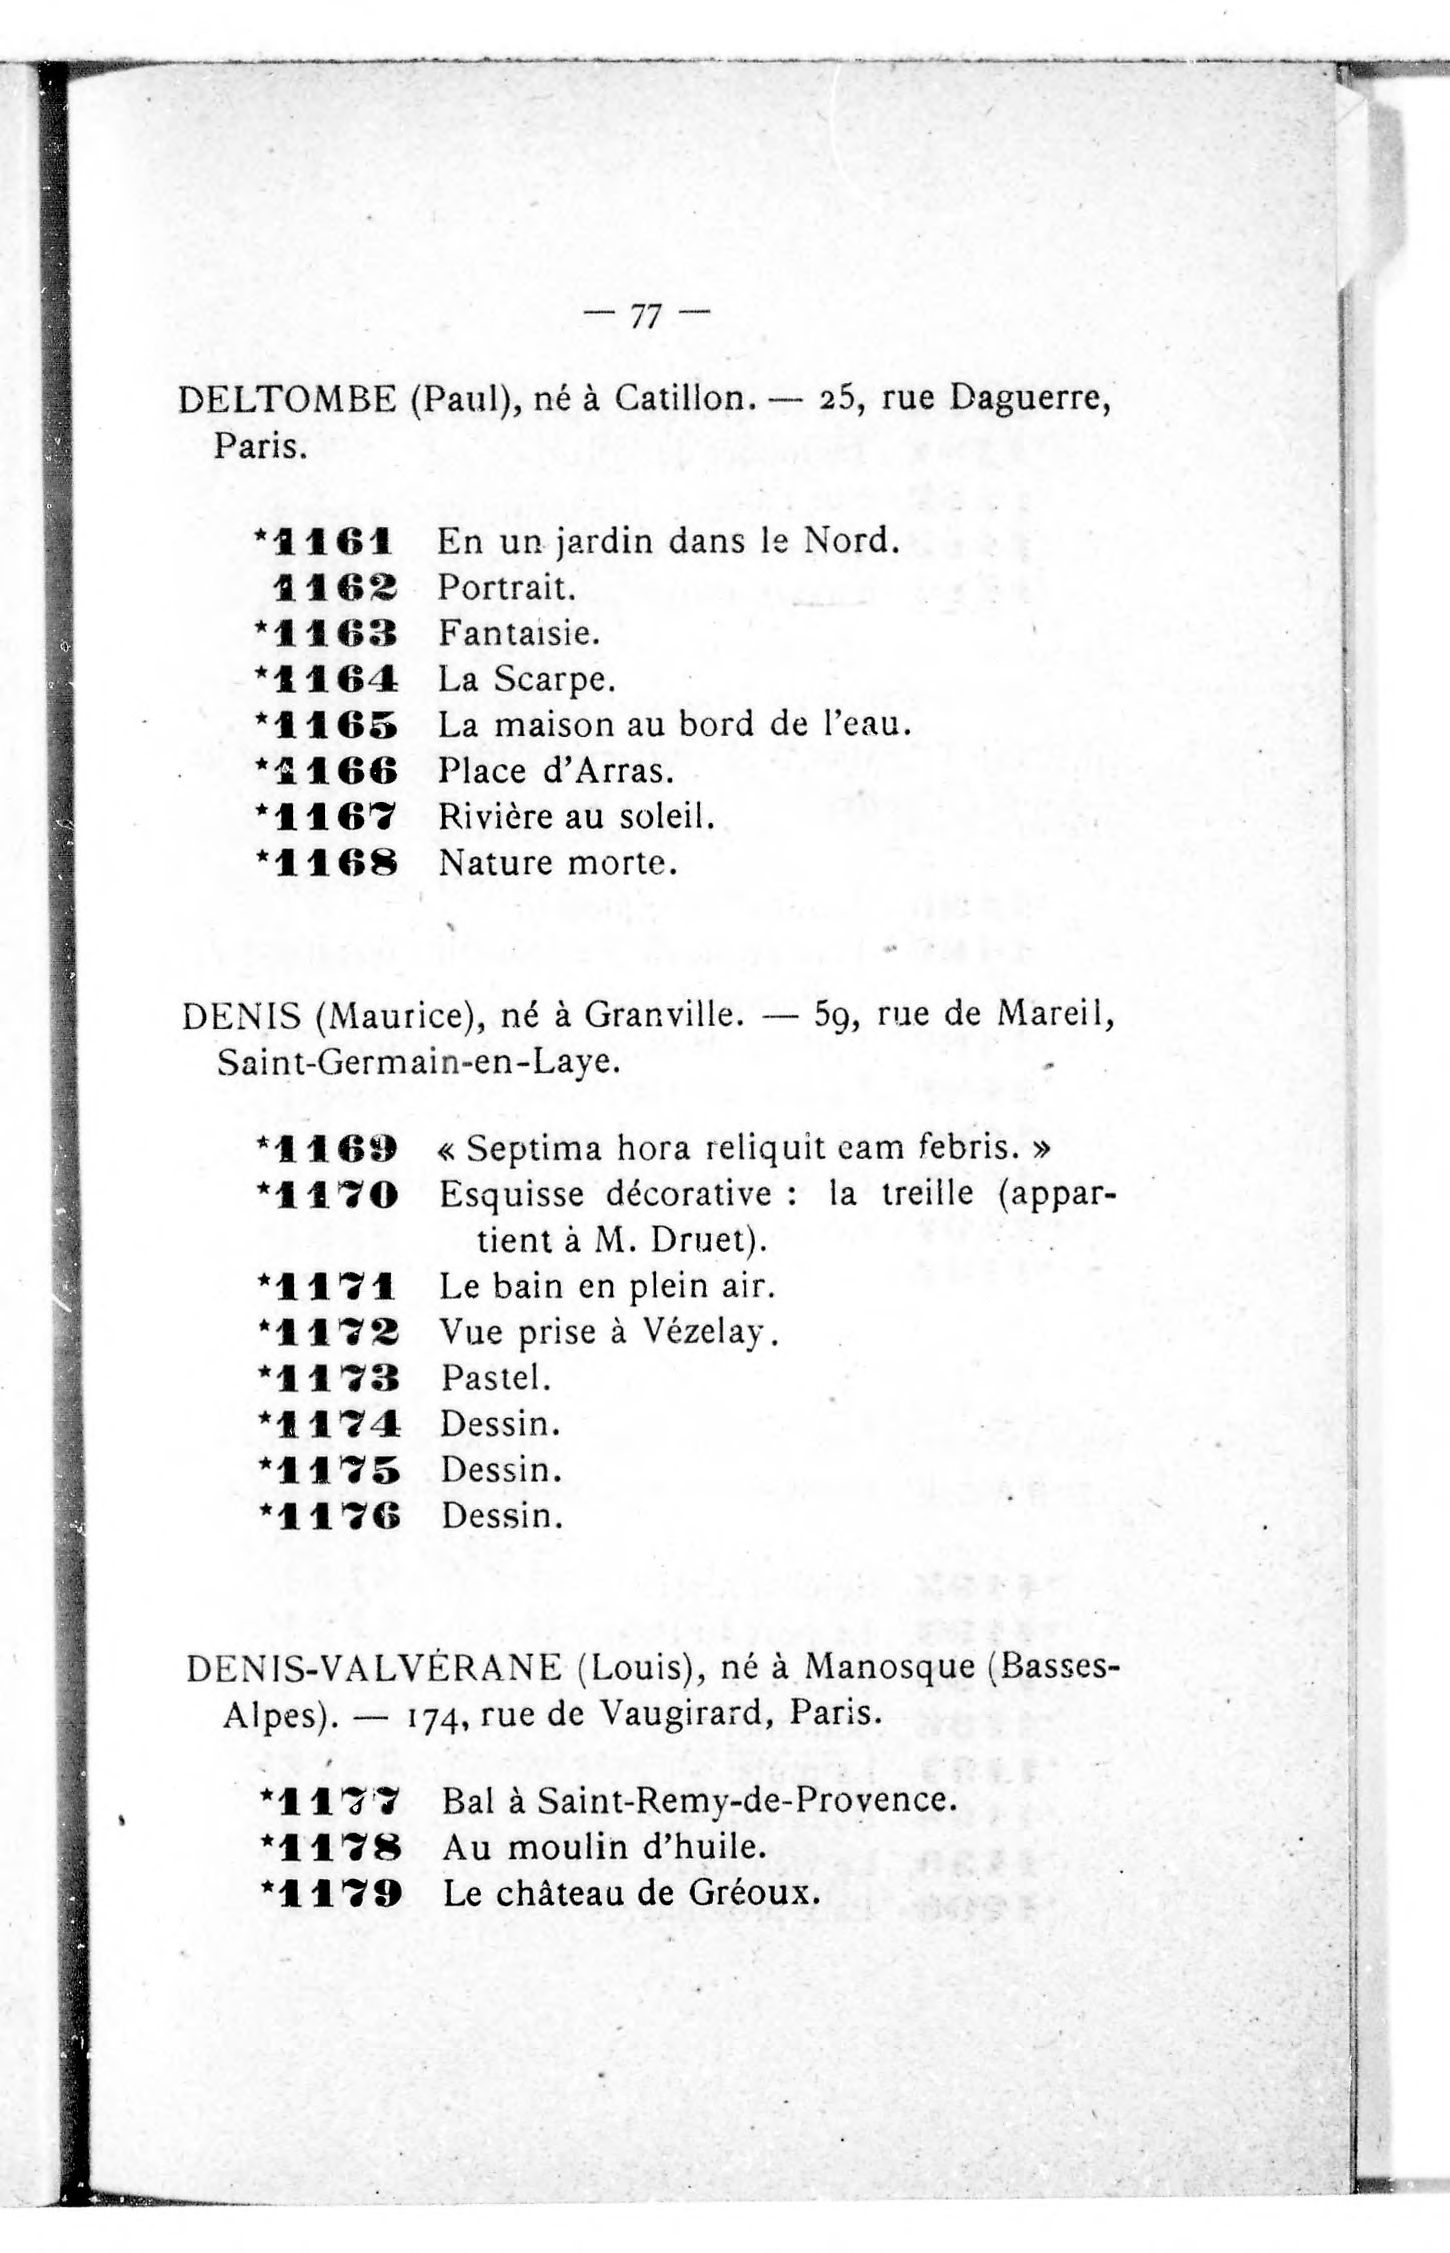 — 77 —
DELTOMBE (Paul), né à Catillon. — 25, rue Daguerre,
Paris.
*1161 En un jardin dans le Nord.
1162 Portrait.
*1163 Fantaisie.
*1164 La Scarpe.
*1165 La maison au bord de l'eau.
*1166 Place d'Arras.
*1167 Rivière au soleil.
*1168 Nature morte.
DENIS (Maurice), né à Granville. — 59, rue de Mareil,
Saint-Germain-en-Laye.
*1169 « Septima hora reliquit eam febris. »
*1170 Esquisse décorative : la treille (appar-
tient à M. Druet).
*1171 Le bain en plein air.
*1172 Vue prise à Vézelay.
*1173 Pastel.
*1174 Dessin.
*1175 Dessin.
*1176 Dessin.
DENIS-VALVÉRANE (Louis), né à Manosque (Basses-
Alpes). — 174, rue de Vaugirard, Paris.
*1177 Bal à Saint-Remy-de-Provence.
*1178 Au moulin d'huile.
*1179 Le château de Gréoux.